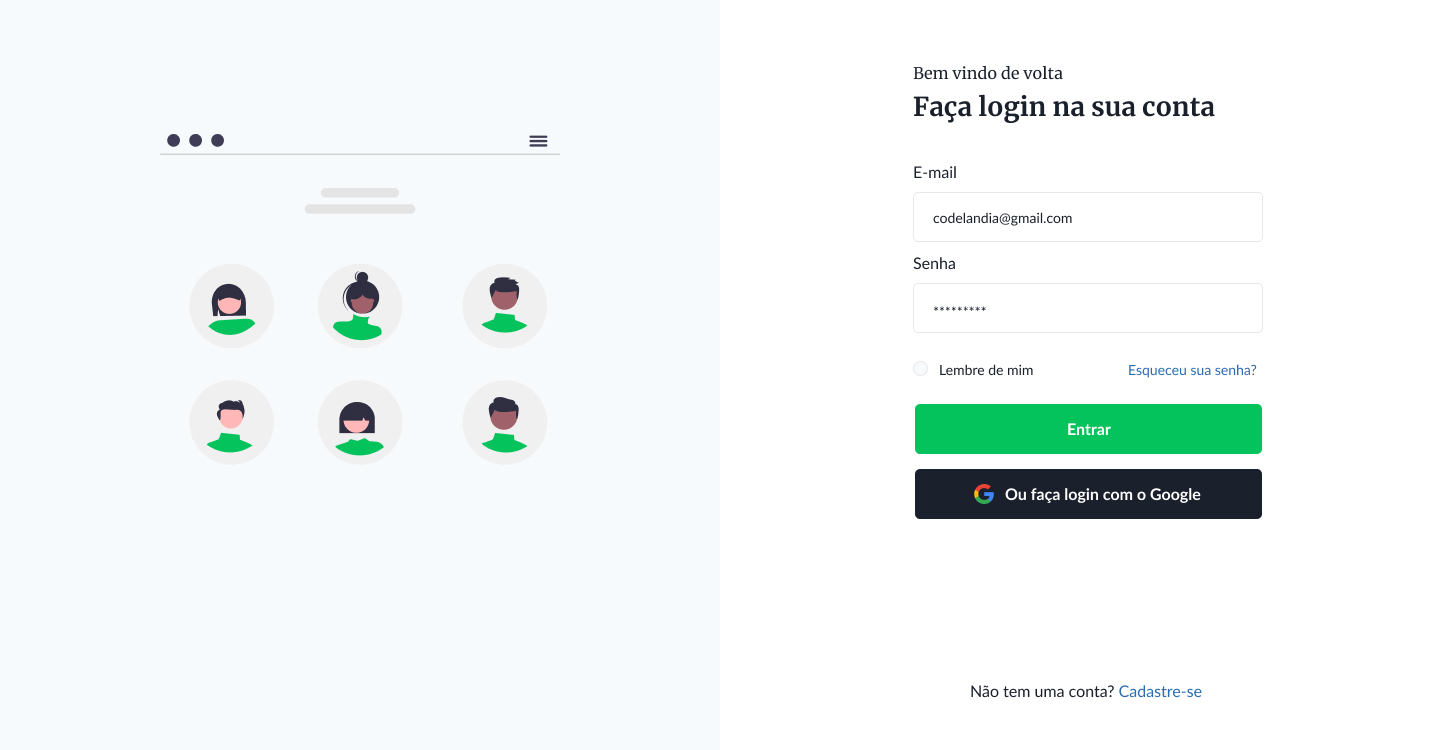 Bem vindo de volta
Faça login na sua conta
E-mail
codelandia@gmail.com
Senha
*********
Lembre de mim
Esqueceu sua senha?
Entrar
Ou faça login com o Google
Não tem uma conta? Cadastre-se